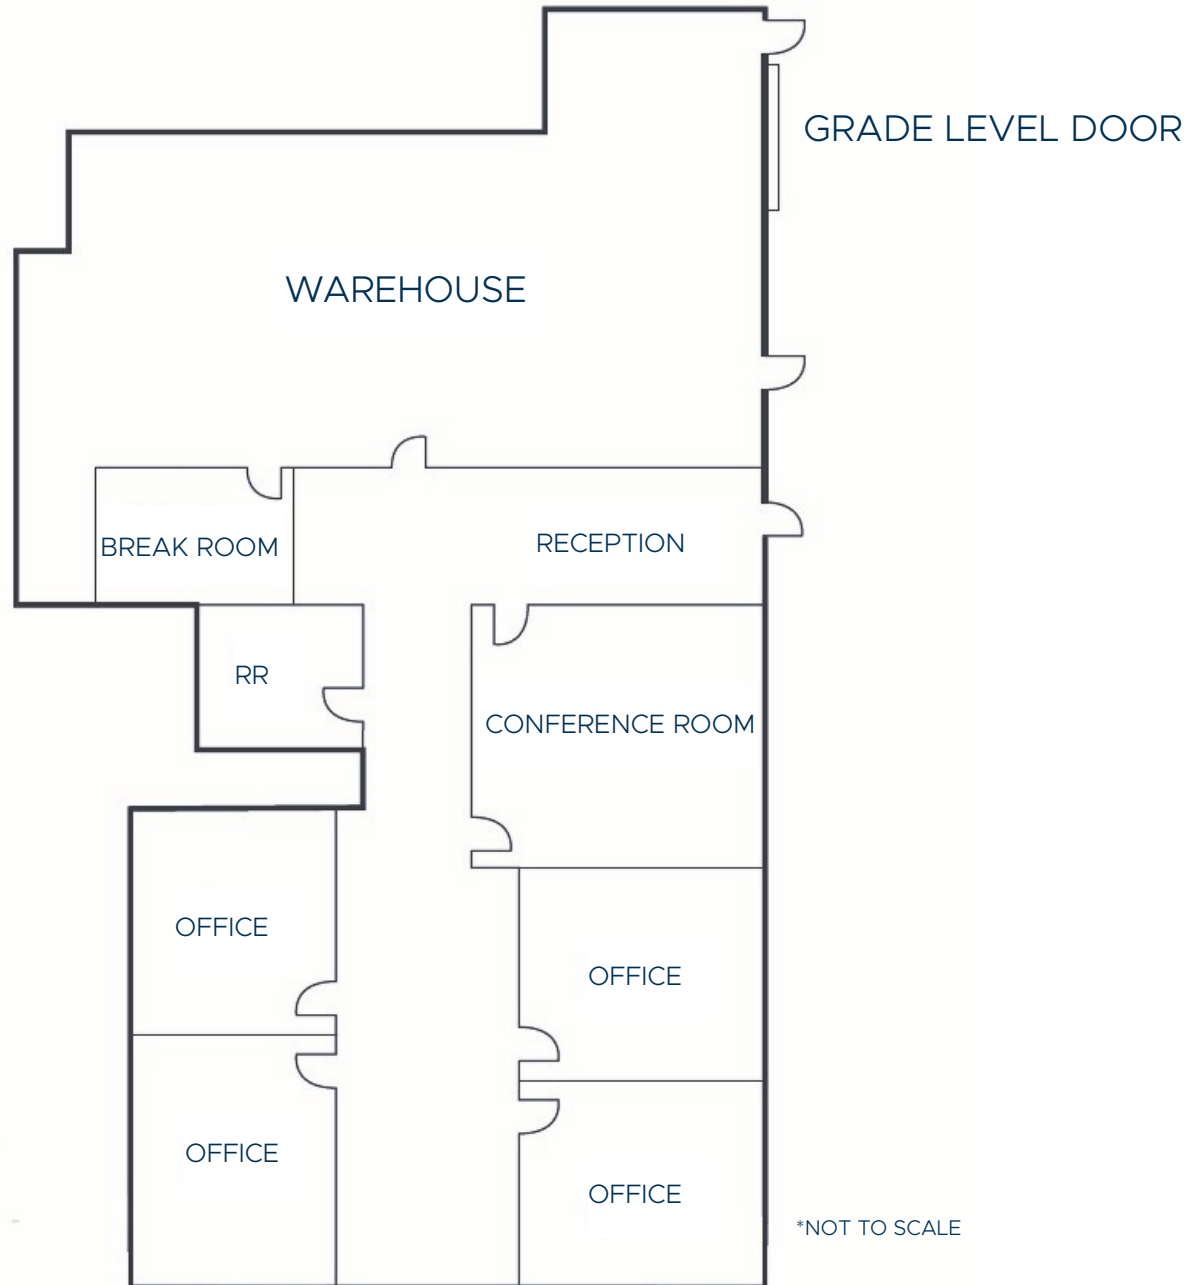 GRADE LEVEL DOOR
WAREHOUSE
BREAK ROOM
RECEPTION
RR
CONFERENCE ROOM
OFFICE
OFFICE
OFFICE
OFFICE
*NOT TO SCALE